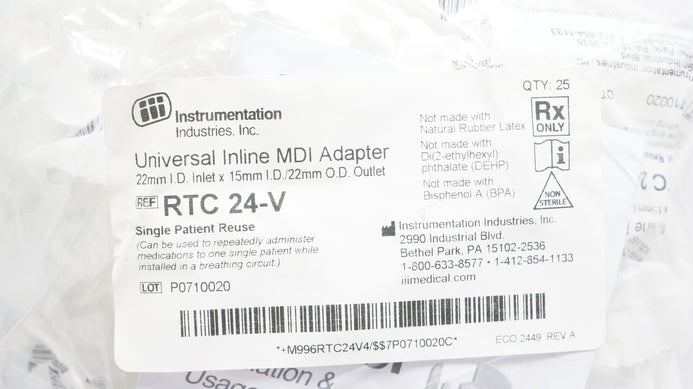 QTY: 25
iii Instrumentation
Industries, Inc.
Universal Inline MDI Adapter
22mm I.D. Inlet x 15mm I.D./22mm O.D. Outlet
REF RTC 24-V
Single Patient Reuse
(Can be used to repeatedly administer
medications to one single patient while
installed in a breathing circuit.)
LOT P0710020
Not made with
Natural Rubber Latex
Not made with
Di(2-ethylhexyl)
phthalate (DEHP)
Not made with
Bisphenol A (BPA)
Rx
ONLY
i
NON
STERILE
Instrumentation Industries, Inc.
2990 Industrial Blvd.
Bethel Park, PA 15102-2536
1-800-633-8577 • 1-412-854-1133
iiimedical.com
*+M996RTC24V4/$$7P0710020C*
ECO 2449 REV A
Usage